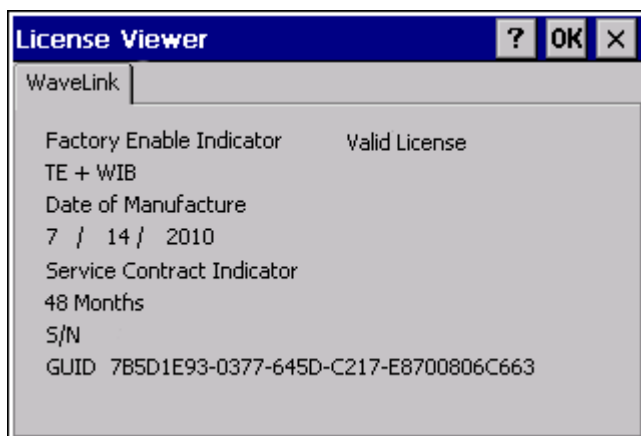 License Viewer ? OK ×
WaveLink
Factory Enable Indicator Valid License
TE + WIB
Date of Manufacture
7 / 14 / 2010
Service Contract Indicator
48 Months
S/N
GUID 7B5D1E93-0377-645D-C217-E8700806C663